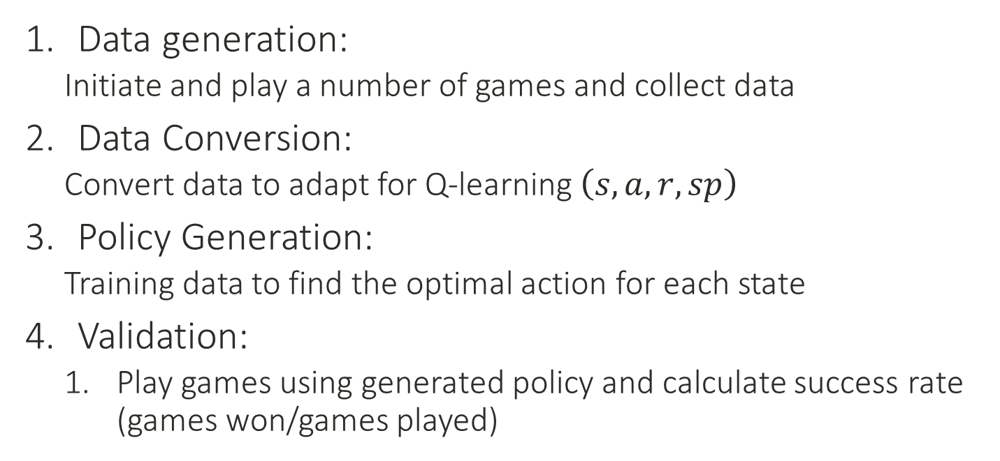 1. Data generation:
Initiate and play a number of games and collect data
2. Data Conversion:
Convert data to adapt for Q-learning (s, a, r, sp)
3. Policy Generation:
Training data to find the optimal action for each state
4. Validation:
1. Play games using generated policy and calculate success rate
(games won/games played)